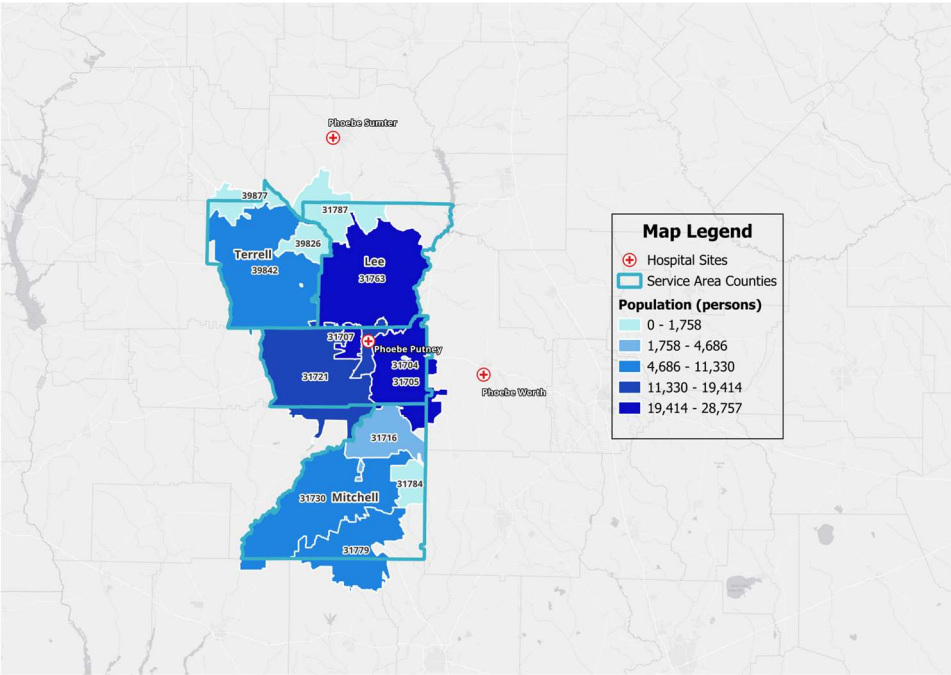 Phoebe Sumter
39877
31787
39826
Terrell
Lee
39842
31763
31707
Phoebe Putney
31704
31721
31705
Phoebe Worth
31716
31784
31730
Mitchell
31779
Map Legend
Hospital Sites
Service Area Counties
Population (persons)
0 - 1,758
1,758 - 4,686
4,686 - 11,330
11,330 - 19,414
19,414 - 28,757